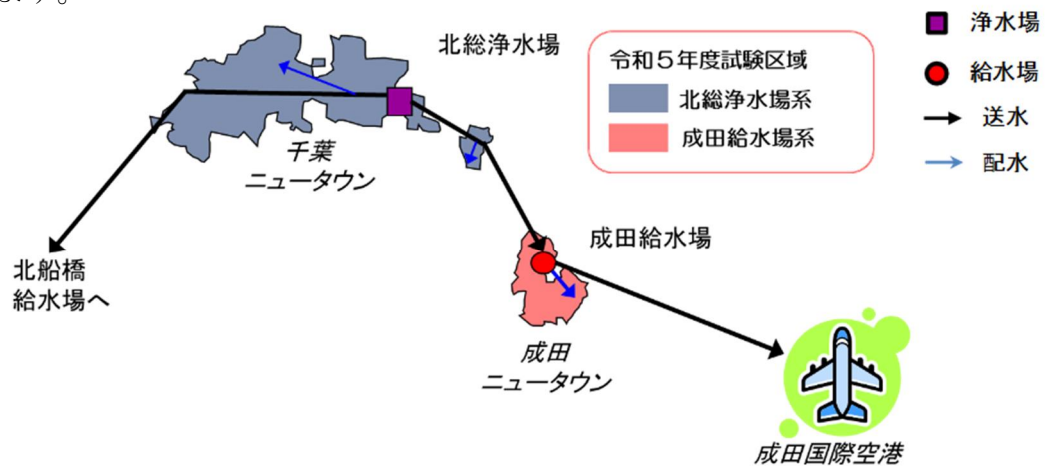 ます。
北総浄水場
令和5年度試験区域
北総浄水場系
成田給水場系
浄水場
給水場
送水
配水
千葉
ニュータウン
成田給水場
北船橋
給水場へ
成田
ニュータウン
成田国際空港